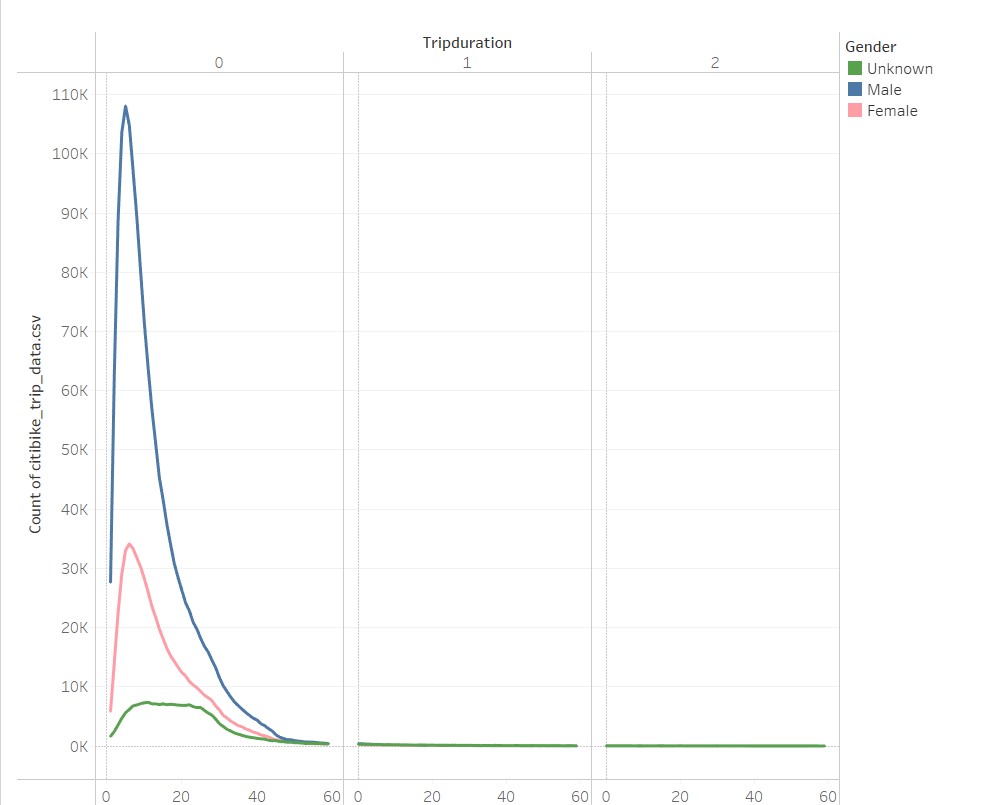 Tripduration
0 1 2
110K
100K
90K
80K
70K
60K
50K
40K
30K
20K
10K
0K
Count of citibike_trip_data.csv
0 20 40 60 0 20 40 60 0 20 40 60
Gender
Unknown
Male
Female